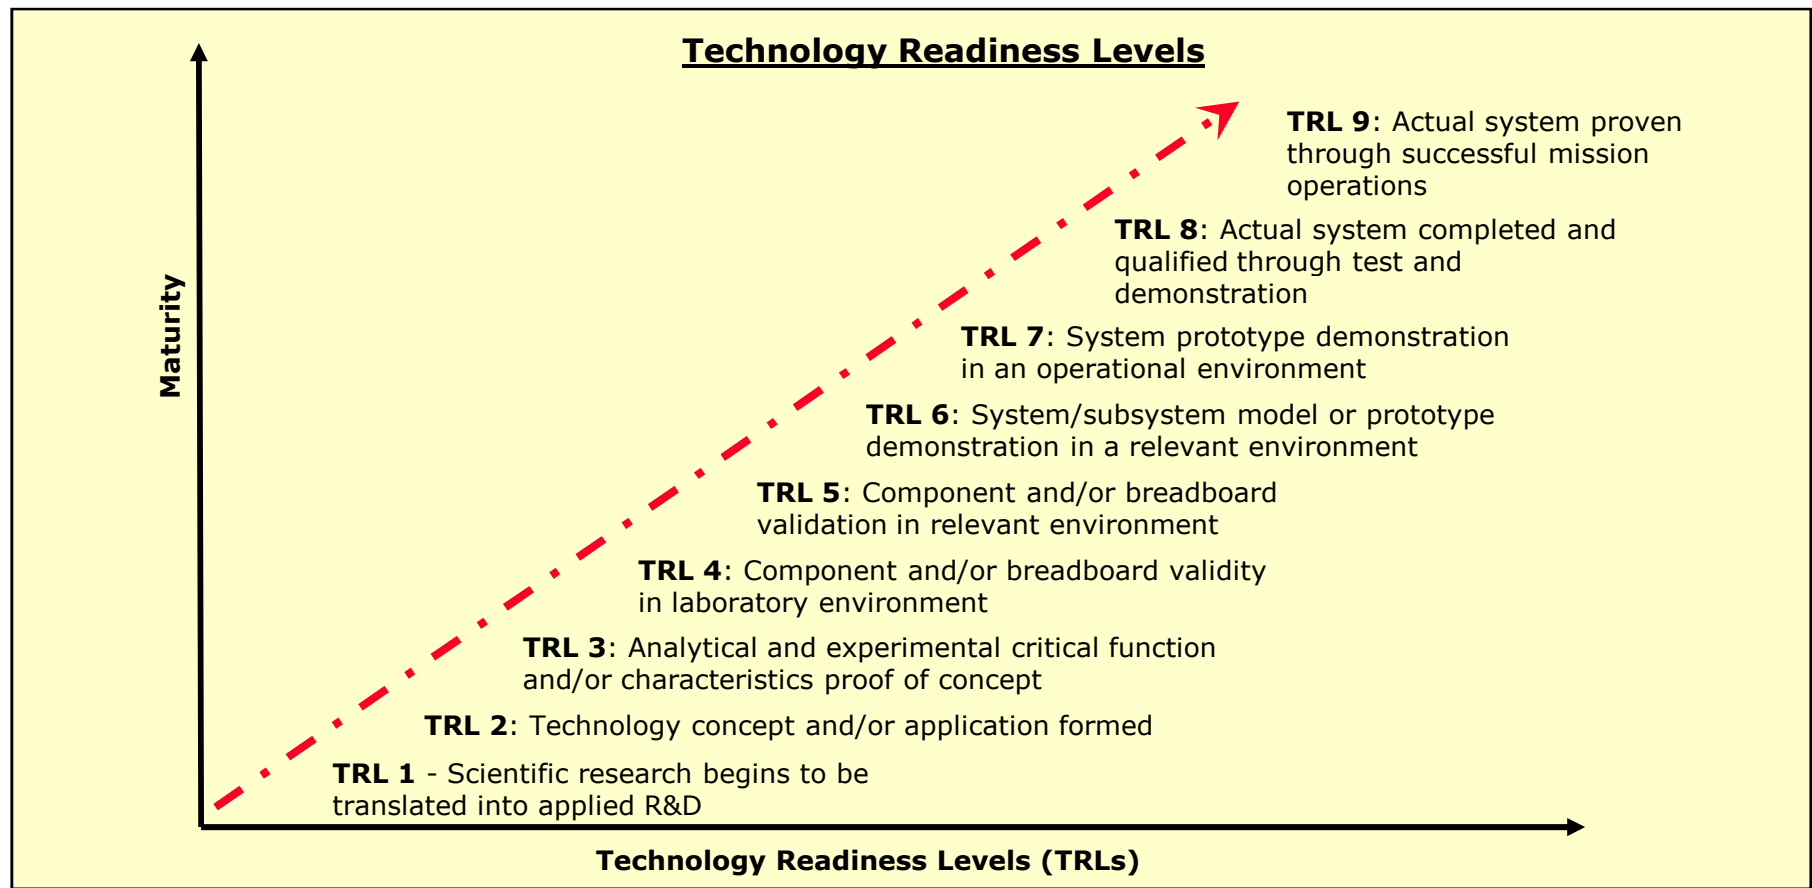 Technology Readiness Levels
TRL 9: Actual system proven
through successful mission
operations
TRL 8: Actual system completed and
qualified through test and
demonstration
Maturity
TRL 7: System prototype demonstration
in an operational environment
TRL 6: System/subsystem model or prototype
demonstration in a relevant environment
TRL 5: Component and/or breadboard
validation in relevant environment
TRL 4: Component and/or breadboard validity
in laboratory environment
TRL 3: Analytical and experimental critical function
and/or characteristics proof of concept
TRL 2: Technology concept and/or application formed
TRL 1 - Scientific research begins to be
translated into applied R&D
Technology Readiness Levels (TRLs)